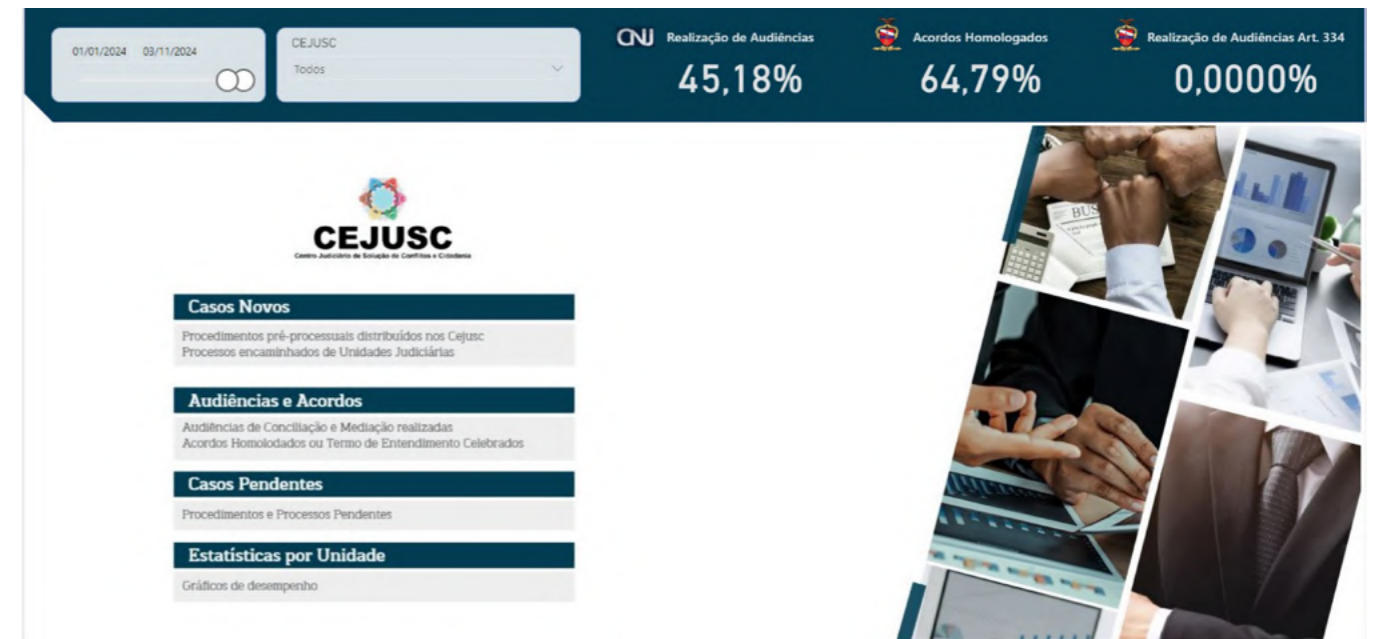 01/01/2024 03/11/2024
CEJUSC
Todos
CNJ Realização de Audiências
45,18%
Acordos Homologados
64,79%
Realização de Audiências Art. 334
0,0000%
CEJUSC
Centro Judiciário de Solução de Conflitos e Cidadania
Casos Novos
Procedimentos pré-processuais distribuídos nos Cejusc
Processos encaminhados de Unidades Judiciárias
Audiências e Acordos
Audiências de Conciliação e Mediação realizadas
Acordos Homolodados ou Termo de Entendimento Celebrados
Casos Pendentes
Procedimentos e Processos Pendentes
Estatísticas por Unidade
Gráficos de desempenho